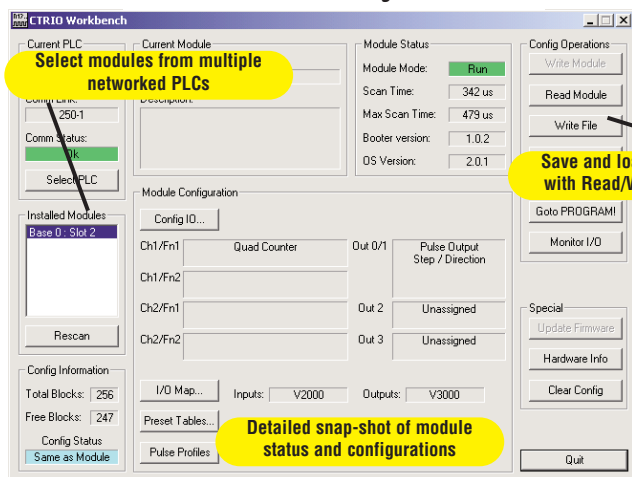 CTRIO Workbench
Current PLC
Current Module
Module Status
Config Operations
Select modules from multiple
networked PLCs
Module Mode: Run
Write Module
Scan Time: 342 us
Read Module
Comm Link:
Description:
250-1
Max Scan Time: 479 us
Write File
Comm Status:
Ok
Booter version: 1.0.2
OS Version: 2.0.1
Save and loa
with Read/W
Select PLC
Module Configuration
Installed Modules
Config IO...
Goto PROGRAM!
Base 0 : Slot 2
Ch1/Fn1 Quad Counter Out 0/1 Pulse Output
Step / Direction
Monitor I/O
Ch1/Fn2
Ch2/Fn1 Out 2 Unassigned
Special
Update Firmware
Rescan
Ch2/Fn2 Out 3 Unassigned
Hardware Info
Config Information
Total Blocks: 256
I/O Map... Inputs: V2000 Outputs: V3000
Clear Config
Free Blocks: 247
Preset Tables...
Detailed snap-shot of module
status and configurations
Config Status
Same as Module
Pulse Profiles
Quit